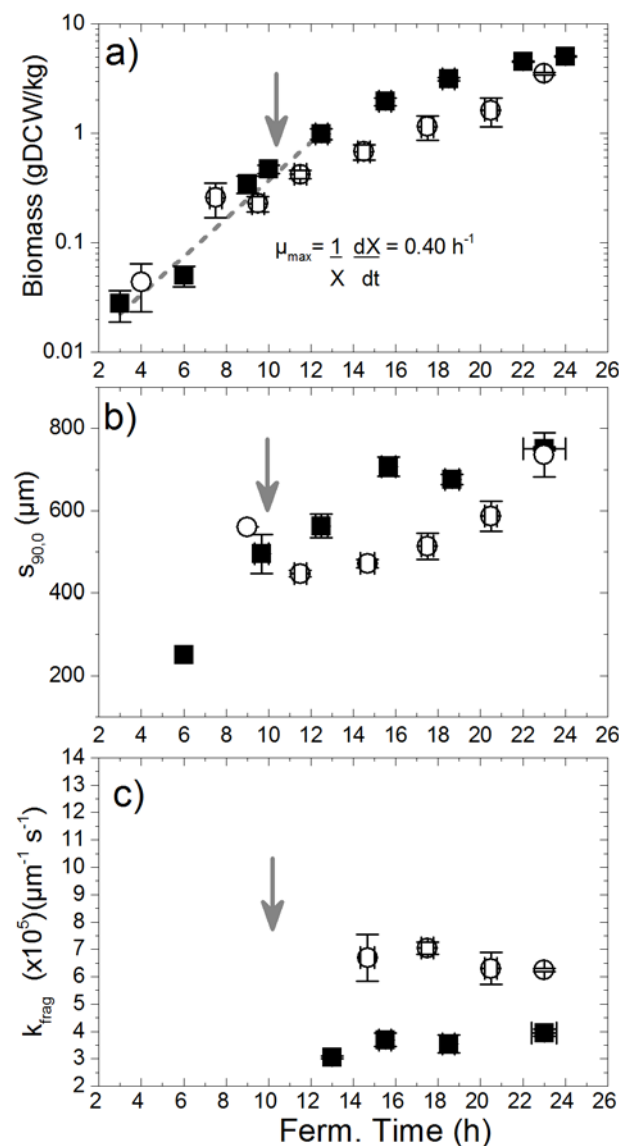 a)
Biomass (gDCW/kg)
10
1
0.1
0.01
μmax= 1/X dX/dt = 0.40 h⁻¹
2 4 6 8 10 12 14 16 18 20 22 24 26
b)
s90,0 (μm)
800
600
400
200
2 4 6 8 10 12 14 16 18 20 22 24 26
c)
kfrag (x10⁵)(μm⁻¹ s⁻¹)
14
13
12
11
10
9
8
7
6
5
4
3
2
2 4 6 8 10 12 14 16 18 20 22 24 26
Ferm. Time (h)